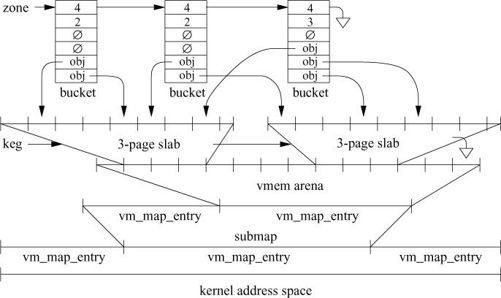 zone
4 4 4
2 2 3
∅ ∅ ∅
∅ ∅ obj
obj obj obj
obj obj obj
bucket bucket bucket
keg 3-page slab 3-page slab
vmem arena
vm_map_entry vm_map_entry
submap
vm_map_entry vm_map_entry vm_map_entry
kernel address space